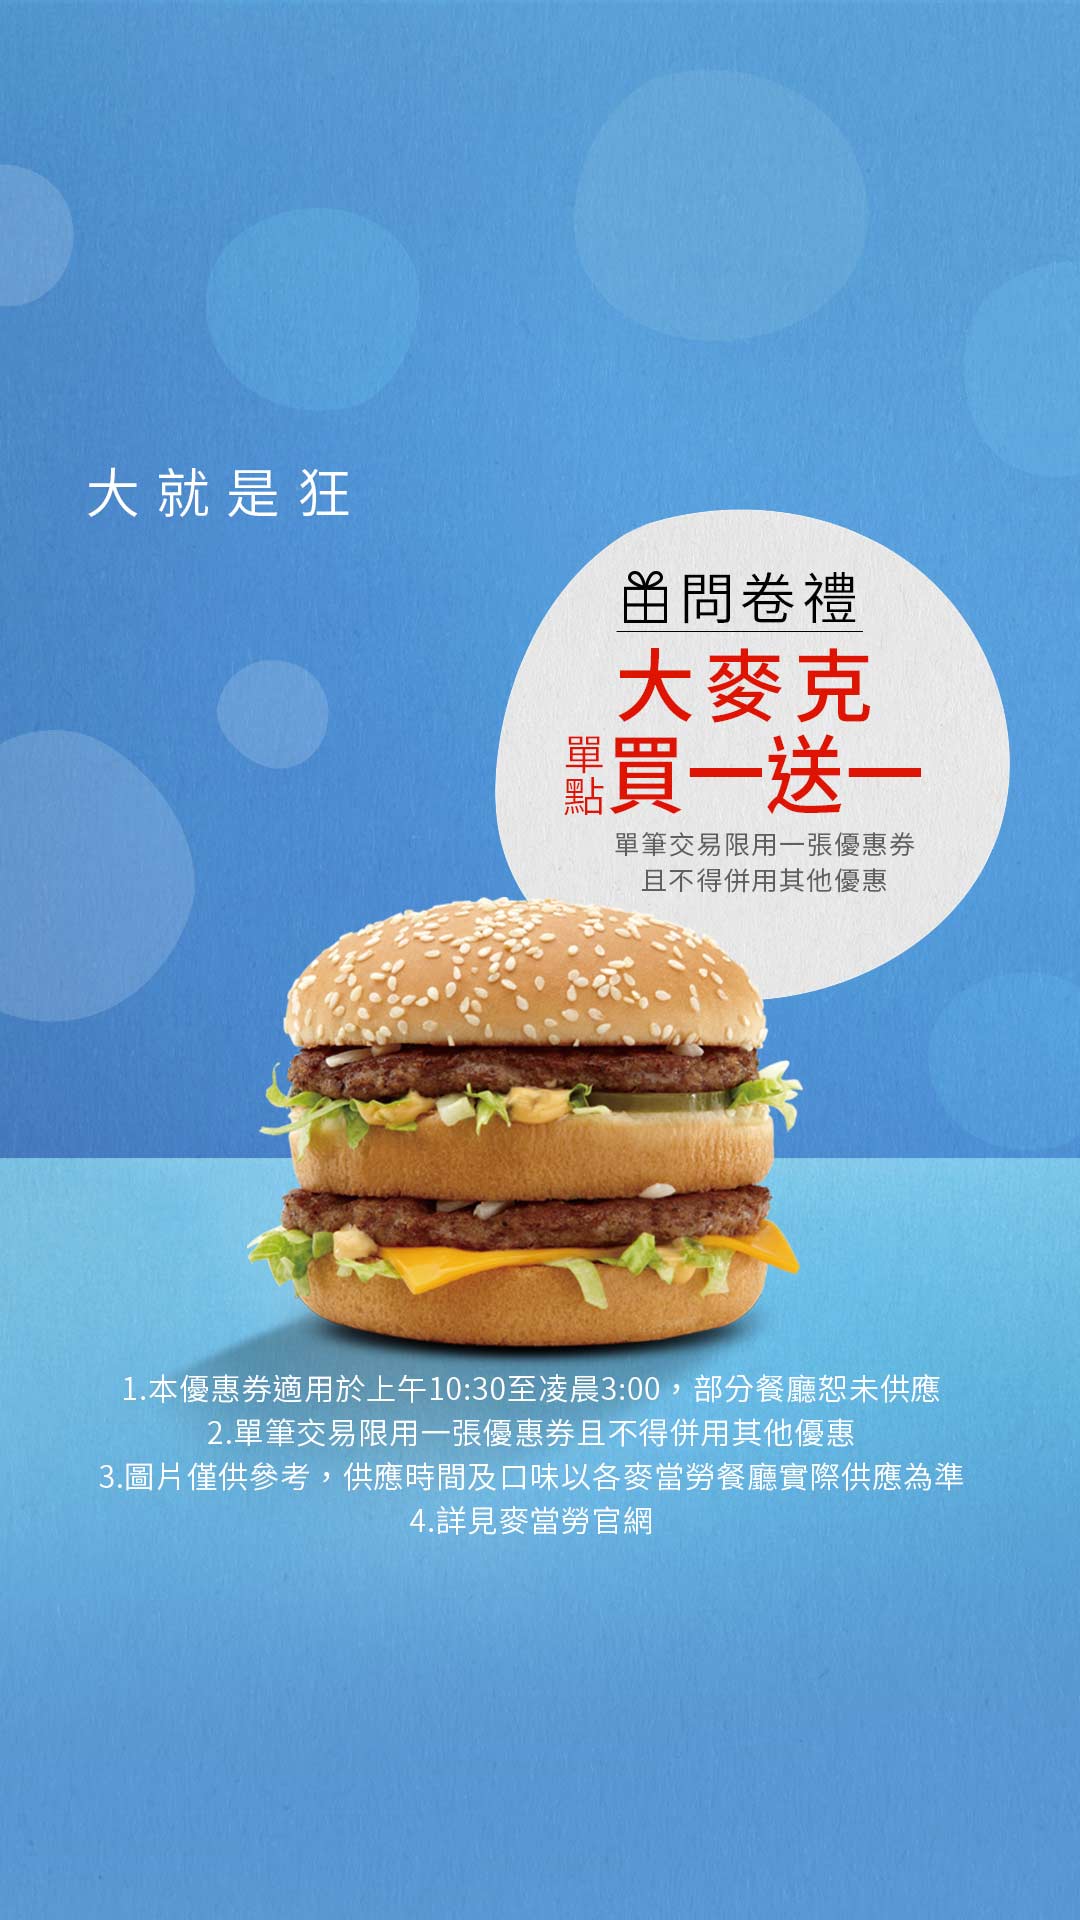 大就是狂
問卷禮
大麥克
單點買一送一
單筆交易限用一張優惠券
且不得併用其他優惠
1.本優惠券適用於上午10:30至凌晨3:00，部分餐廳恕未供應
2.單筆交易限用一張優惠券且不得併用其他優惠
3.圖片僅供參考，供應時間及口味以各麥當勞餐廳實際供應為準
4.詳見麥當勞官網